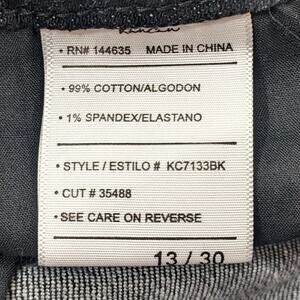 • RN# 144635 MADE IN CHINA
• 99% COTTON/ALGODON
• 1% SPANDEX/ELASTANO
• STYLE / ESTILO # KC7133BK
• CUT # 35488
•SEE CARE ON REVERSE
13 / 30